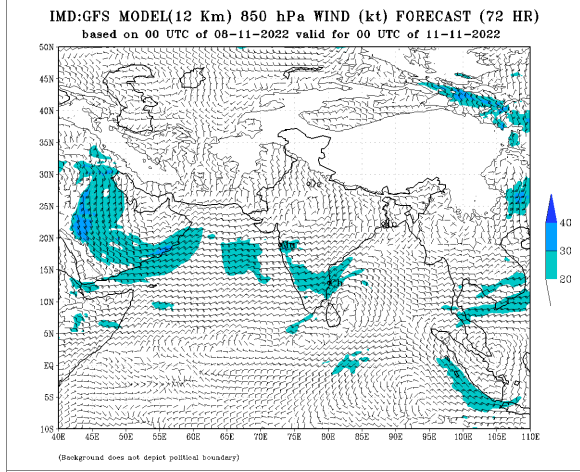 IMD:GFS MODEL(12 Km) 850 hPa WIND (kt) FORECAST (72 HR)
based on 00 UTC of 08-11-2022 valid for 00 UTC of 11-11-2022
50N
45N
40N
35N
30N
25N
20N
15N
10N
5N
EQ
5S
10S
40E 45E 50E 55E 60E 65E 70E 75E 80E 85E 90E 95E 100E 105E 110E
40
30
20
(Background does not depict political boundary)